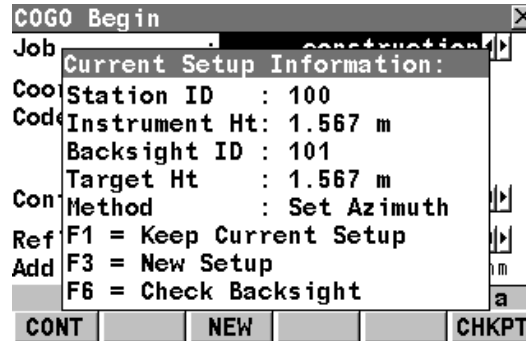 COGO Begin
Job : construction
Current Setup Information:
Station ID : 100
Instrument Ht: 1.567 m
Backsight ID : 101
Target Ht : 1.567 m
Method : Set Azimuth
F1 = Keep Current Setup
F3 = New Setup
F6 = Check Backsight
Add
a
CONT NEW CHKPT